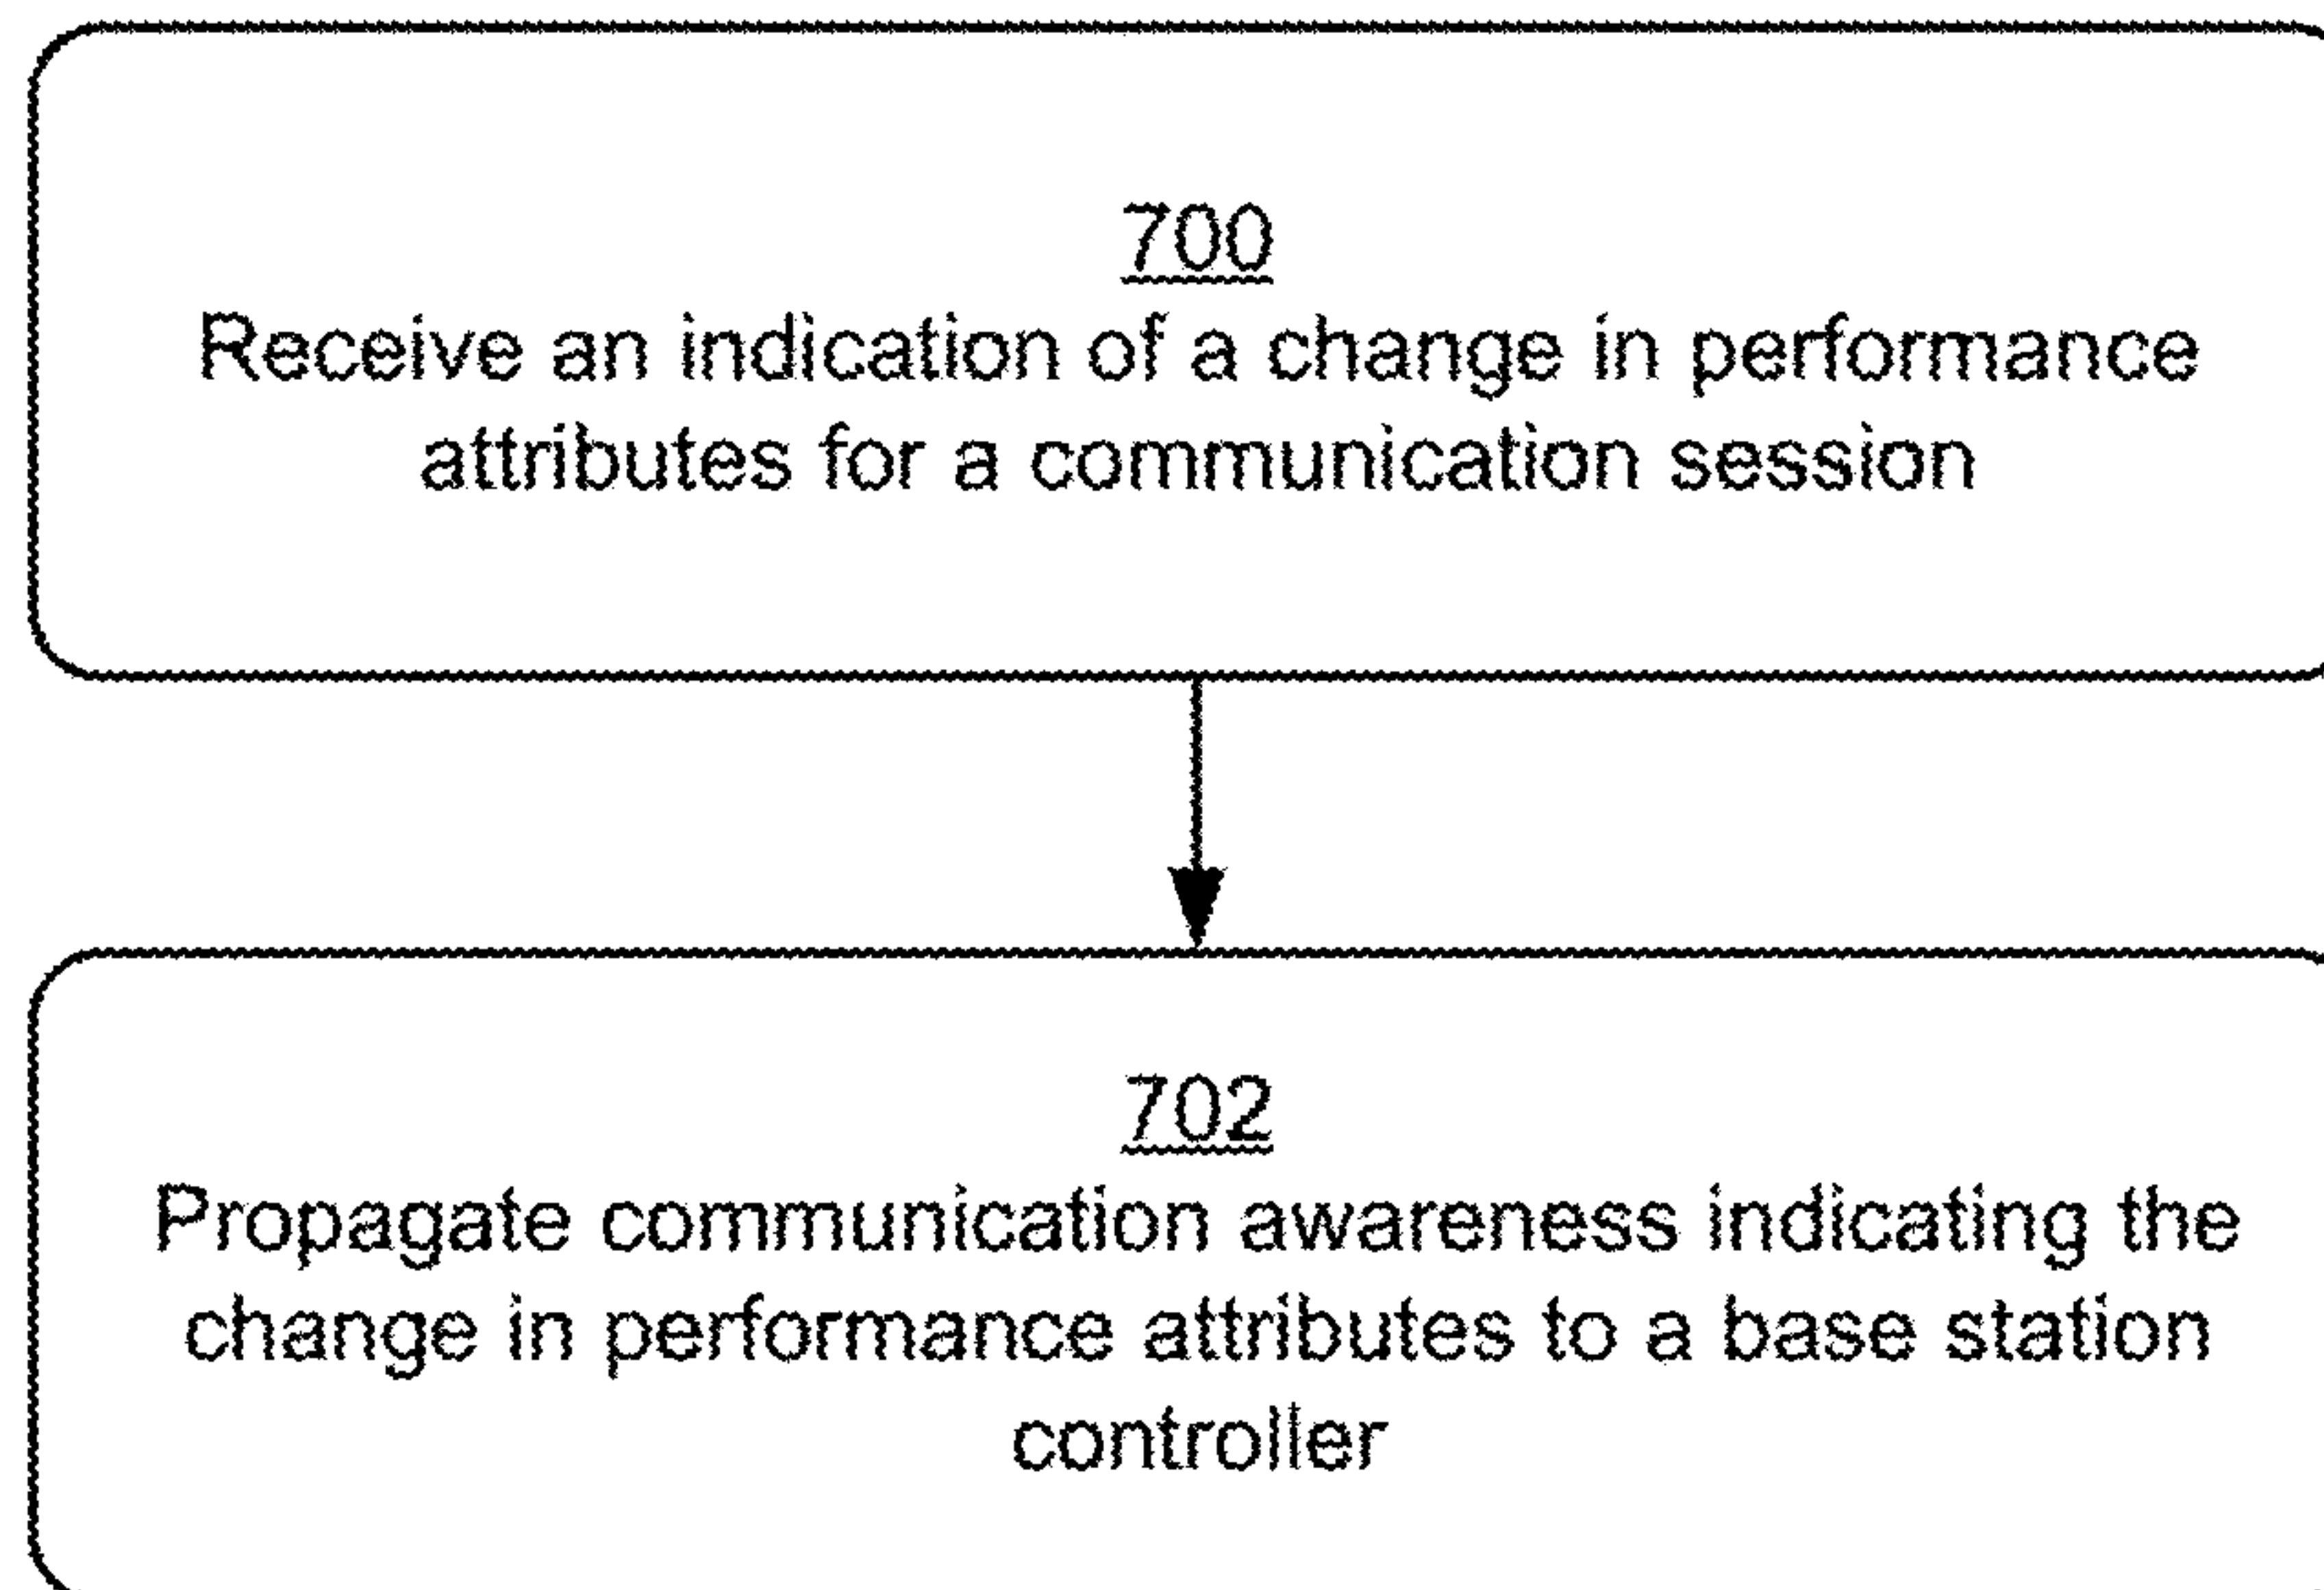 700
Receive an indication of a change in performance
attributes for a communication session
702
Propagate communication awareness indicating the
change in performance attributes to a base station
controller